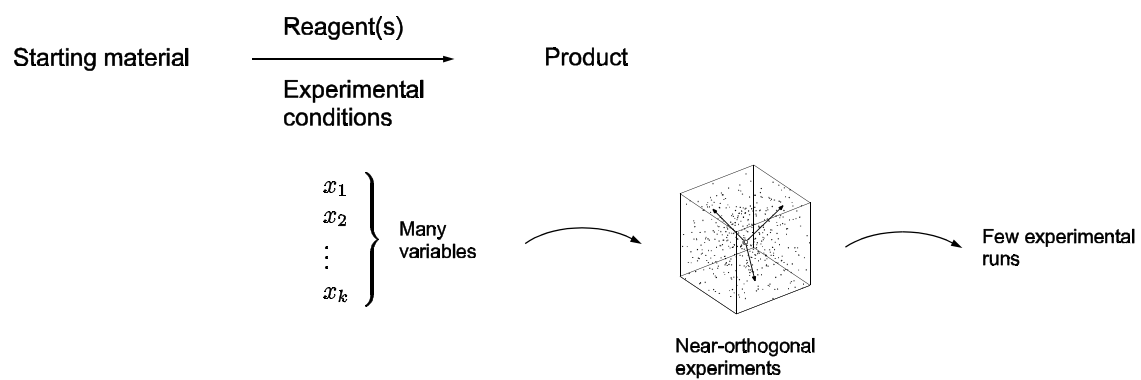 Reagent(s)
Starting material
Product
Experimental
conditions
x₁
x₂
⋮
xₖ
Many
variables
Few experimental
runs
Near-orthogonal
experiments